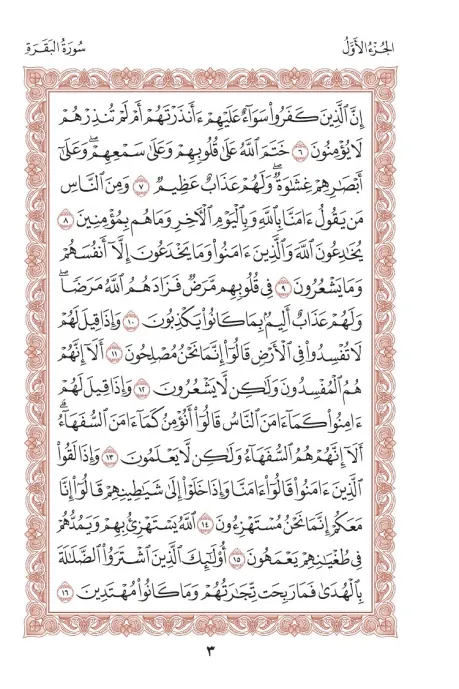 الجُزْءُ الأَوَّلُ
سُورَةُ البَقَرَةِ
إِنَّ ٱلَّذِينَ كَفَرُوا۟ سَوَآءٌ عَلَيْهِمْ ءَأَنذَرْتَهُمْ أَمْ لَمْ تُنذِرْهُمْ
لَا يُؤْمِنُونَ ٦ خَتَمَ ٱللَّهُ عَلَىٰ قُلُوبِهِمْ وَعَلَىٰ سَمْعِهِمْ ۖ وَعَلَىٰٓ
أَبْصَٰرِهِمْ غِشَٰوَةٌ ۖ وَلَهُمْ عَذَابٌ عَظِيمٌ ٧ وَمِنَ ٱلنَّاسِ
مَن يَقُولُ ءَامَنَّا بِٱللَّهِ وَبِٱلْيَوْمِ ٱلْءَاخِرِ وَمَا هُم بِمُؤْمِنِينَ ٨
يُخَٰدِعُونَ ٱللَّهَ وَٱلَّذِينَ ءَامَنُوا۟ وَمَا يَخْدَعُونَ إِلَّآ أَنفُسَهُمْ
وَمَا يَشْعُرُونَ ٩ فِى قُلُوبِهِم مَّرَضٌ فَزَادَهُمُ ٱللَّهُ مَرَضًا ۖ
وَلَهُمْ عَذَابٌ أَلِيمٌۢ بِمَا كَانُوا۟ يَكْذِبُونَ ١٠ وَإِذَا قِيلَ لَهُمْ
لَا تُفْسِدُوا۟ فِى ٱلْأَرْضِ قَالُوٓا۟ إِنَّمَا نَحْنُ مُصْلِحُونَ ١١ أَلَآ إِنَّهُمْ
هُمُ ٱلْمُفْسِدُونَ وَلَٰكِن لَّا يَشْعُرُونَ ١٢ وَإِذَا قِيلَ لَهُمْ
ءَامِنُوا۟ كَمَآ ءَامَنَ ٱلنَّاسُ قَالُوٓا۟ أَنُؤْمِنُ كَمَآ ءَامَنَ ٱلسُّفَهَآءُ ۗ
أَلَآ إِنَّهُمْ هُمُ ٱلسُّفَهَآءُ وَلَٰكِن لَّا يَعْلَمُونَ ١٣ وَإِذَا لَقُوا۟
ٱلَّذِينَ ءَامَنُوا۟ قَالُوٓا۟ ءَامَنَّا وَإِذَا خَلَوْا۟ إِلَىٰ شَيَٰطِينِهِمْ قَالُوٓا۟ إِنَّا
مَعَكُمْ إِنَّمَا نَحْنُ مُسْتَهْزِءُونَ ١٤ ٱللَّهُ يَسْتَهْزِئُ بِهِمْ وَيَمُدُّهُمْ
فِى طُغْيَٰنِهِمْ يَعْمَهُونَ ١٥ أُو۟لَٰٓئِكَ ٱلَّذِينَ ٱشْتَرَوُا۟ ٱلضَّلَٰلَةَ
بِٱلْهُدَىٰ فَمَا رَبِحَت تِّجَٰرَتُهُمْ وَمَا كَانُوا۟ مُهْتَدِينَ ١٦
٣